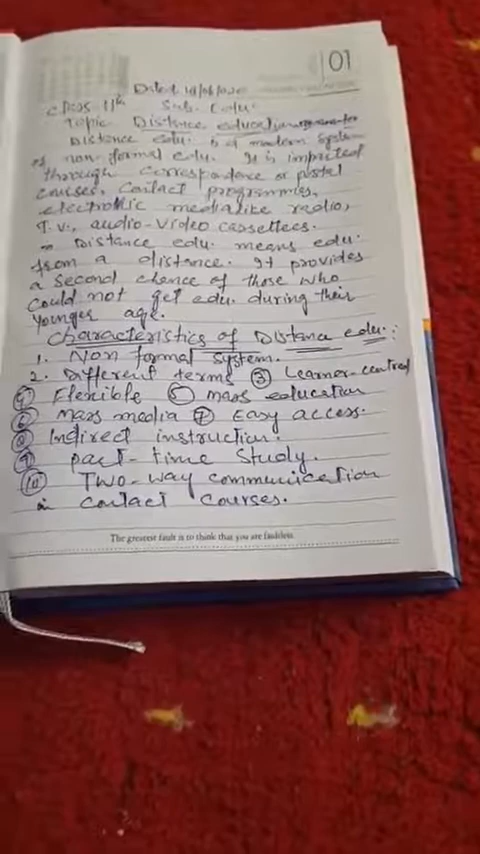 01
Dated
class 11th Sub. Edu.
Topic Distance education
Distance edu. is a modern system
of non-formal edu. It is imparted
through correspondence or postal
courses, contact programmes,
electronic media like radio,
T.V., audio-video cassettes.
Distance edu. means edu.
from a distance. It provides
a second chence of those who
could not get edu. during their
younger age.
Characteristics of Distance edu.:
1. Non formal system.
2. Different terms ③ Learner-centred
④ Flexible ⑤ mass education
⑥ Mass media ⑦ Easy access.
⑧ Indirect instruction.
⑨ part-time Study.
⑩ Two-way communication
in contact courses.
The greatest fault is to think that you are faultless.